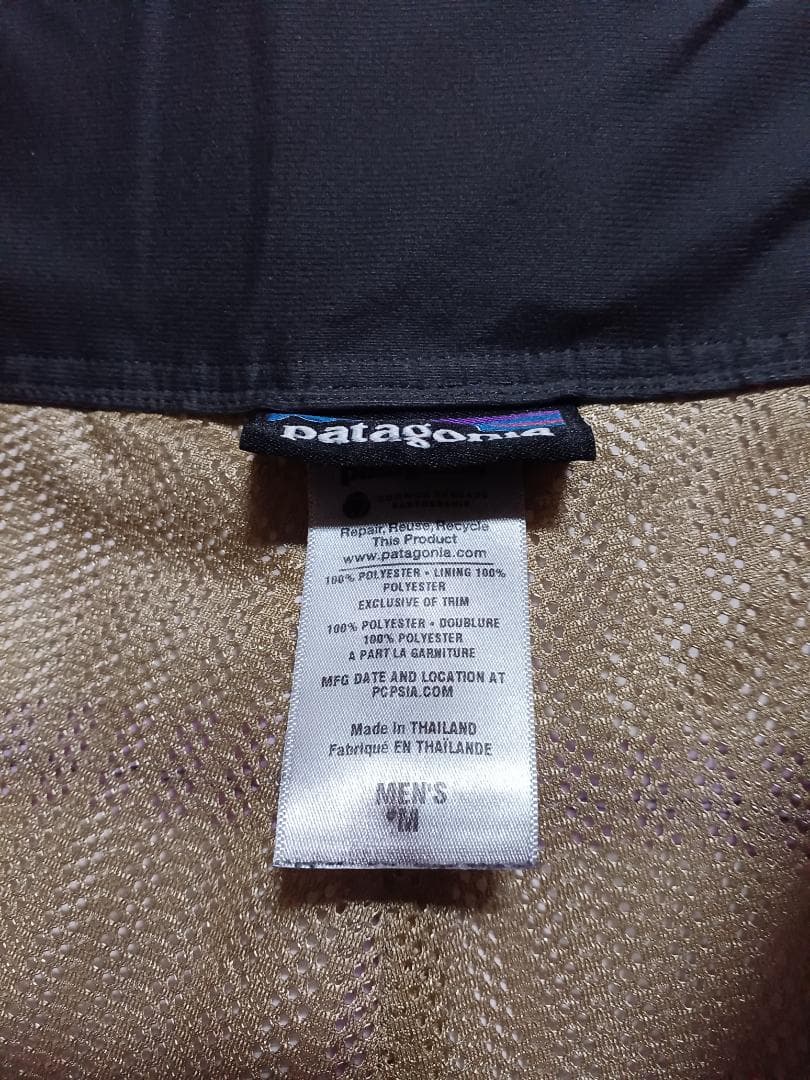 patagonia
Repair, Reuse, Recycle
This Product
www.patagonia.com
100% POLYESTER • LINING 100%
POLYESTER
EXCLUSIVE OF TRIM
100% POLYESTER • DOUBLURE
100% POLYESTER
A PART LA GARNITURE
MFG DATE AND LOCATION AT
PCPSIA.COM
Made in THAILAND
Fabriqué EN THAÏLANDE
MEN'S
*M